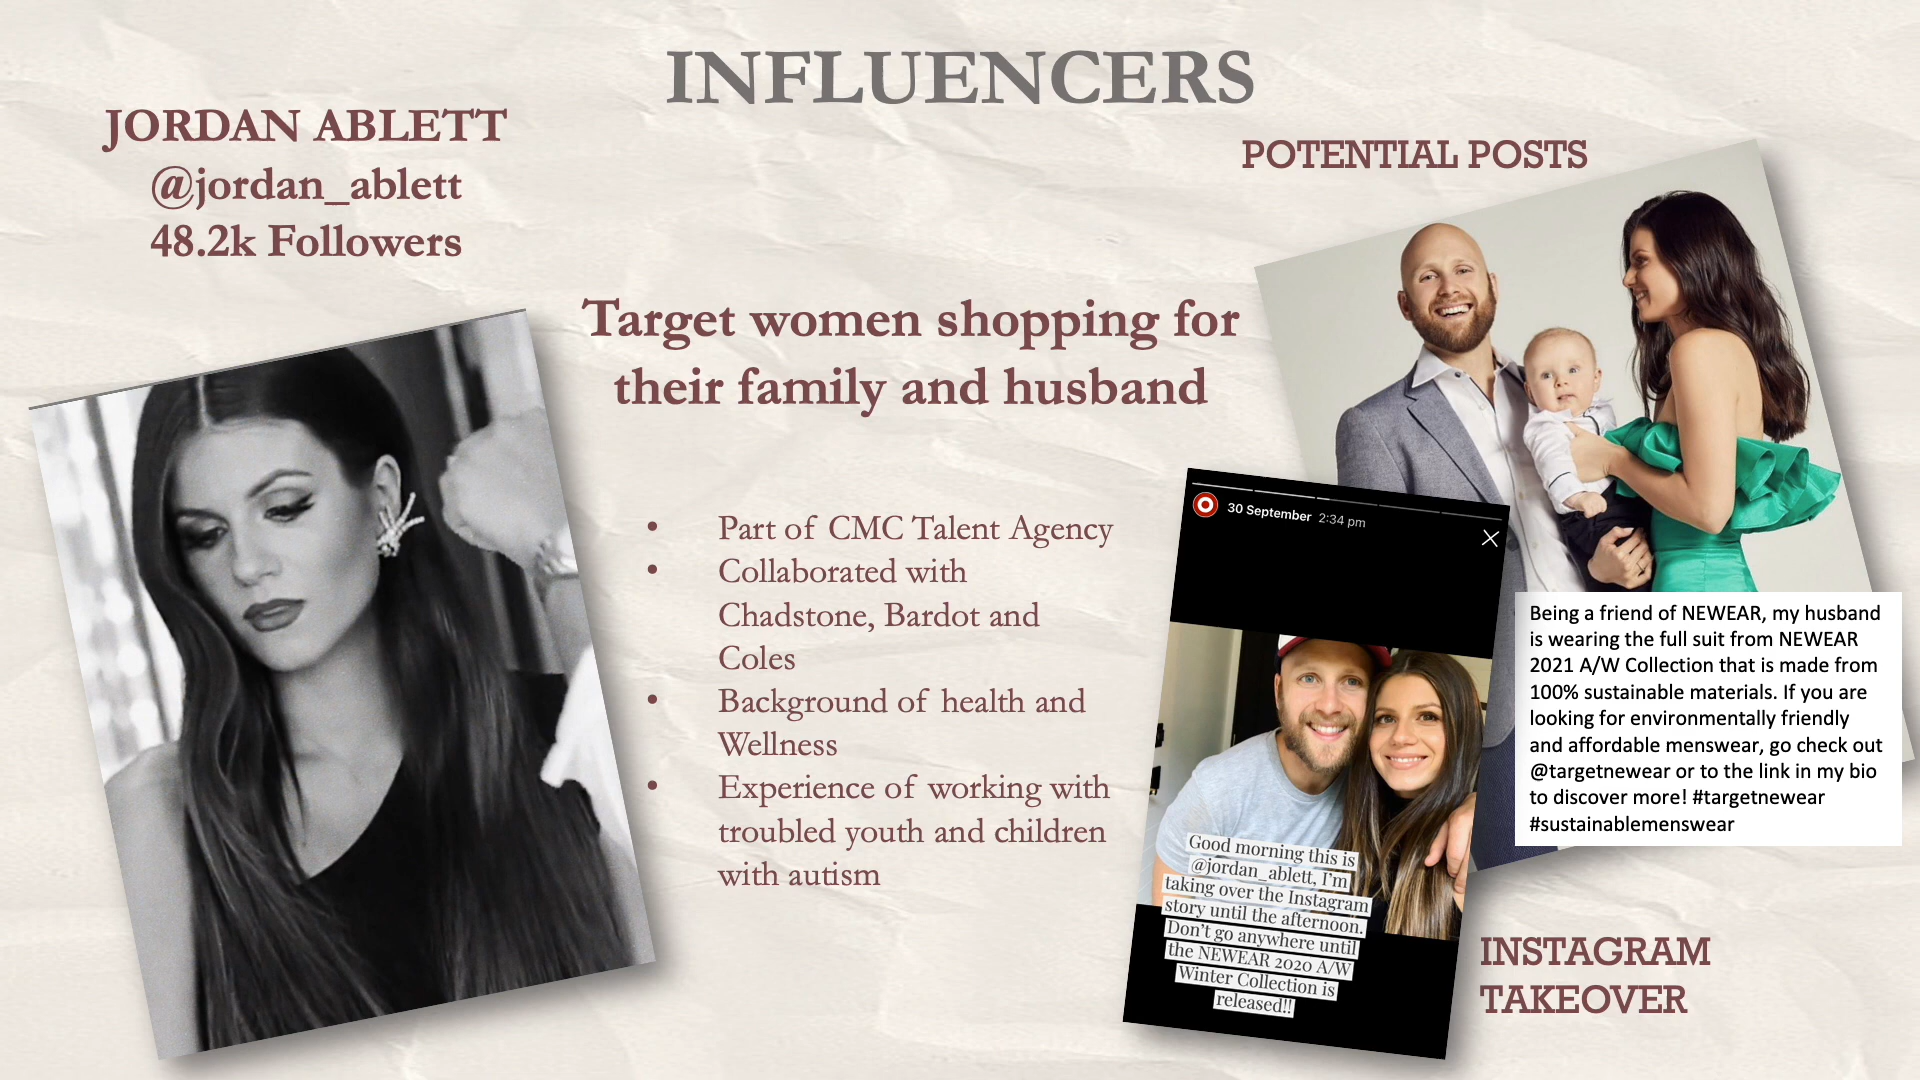 INFLUENCERS
JORDAN ABLETT
@jordan_ablett
48.2k Followers
Target women shopping for
their family and husband
• Part of CMC Talent Agency
• Collaborated with
Chadstone, Bardot and
Coles
• Background of health and
Wellness
• Experience of working with
troubled youth and children
with autism
POTENTIAL POSTS
Being a friend of NEWEAR, my husband
is wearing the full suit from NEWEAR
2021 A/W Collection that is made from
100% sustainable materials. If you are
looking for environmentally friendly
and affordable menswear, go check out
@targetnewear or to the link in my bio
to discover more! #targetnewear
#sustainablemenswear
30 September 2:34 pm
Good morning this is
@jordan_ablett, I'm
taking over the Instagram
story until the afternoon.
Don't go anywhere until
the NEWEAR 2020 A/W
Winter Collection is
released!!
INSTAGRAM
TAKEOVER